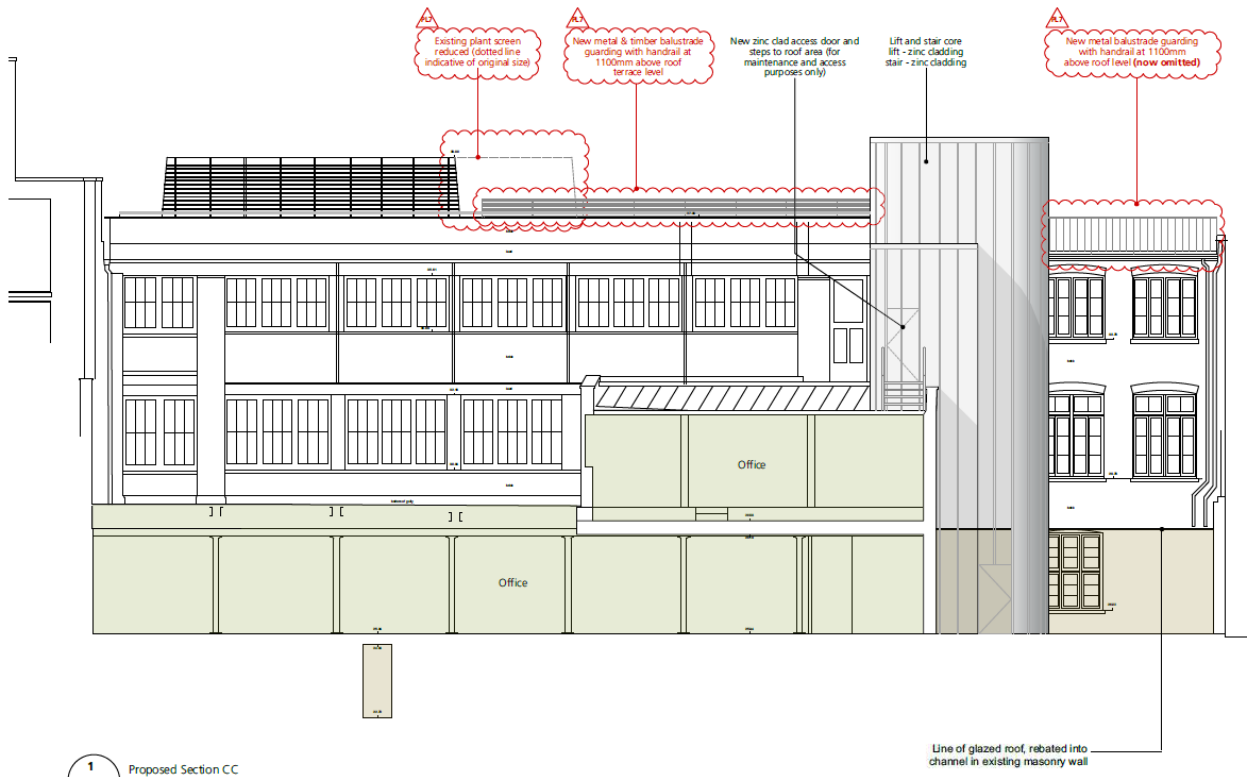 PL7
PL7
PL7
Existing plant screen
reduced (dotted line
indicative of original size)
New metal & timber balustrade
guarding with handrail at
1100mm above roof
terrace level
New zinc clad access door and
steps to roof area (for
maintenance and access
purposes only)
Lift and stair core
lift - zinc cladding
stair - zinc cladding
New metal balustrade guarding
with handrail at 1100mm
above roof level (now omitted)
Office
Office
Line of glazed roof, rebated into
channel in existing masonry wall
1
Proposed Section CC